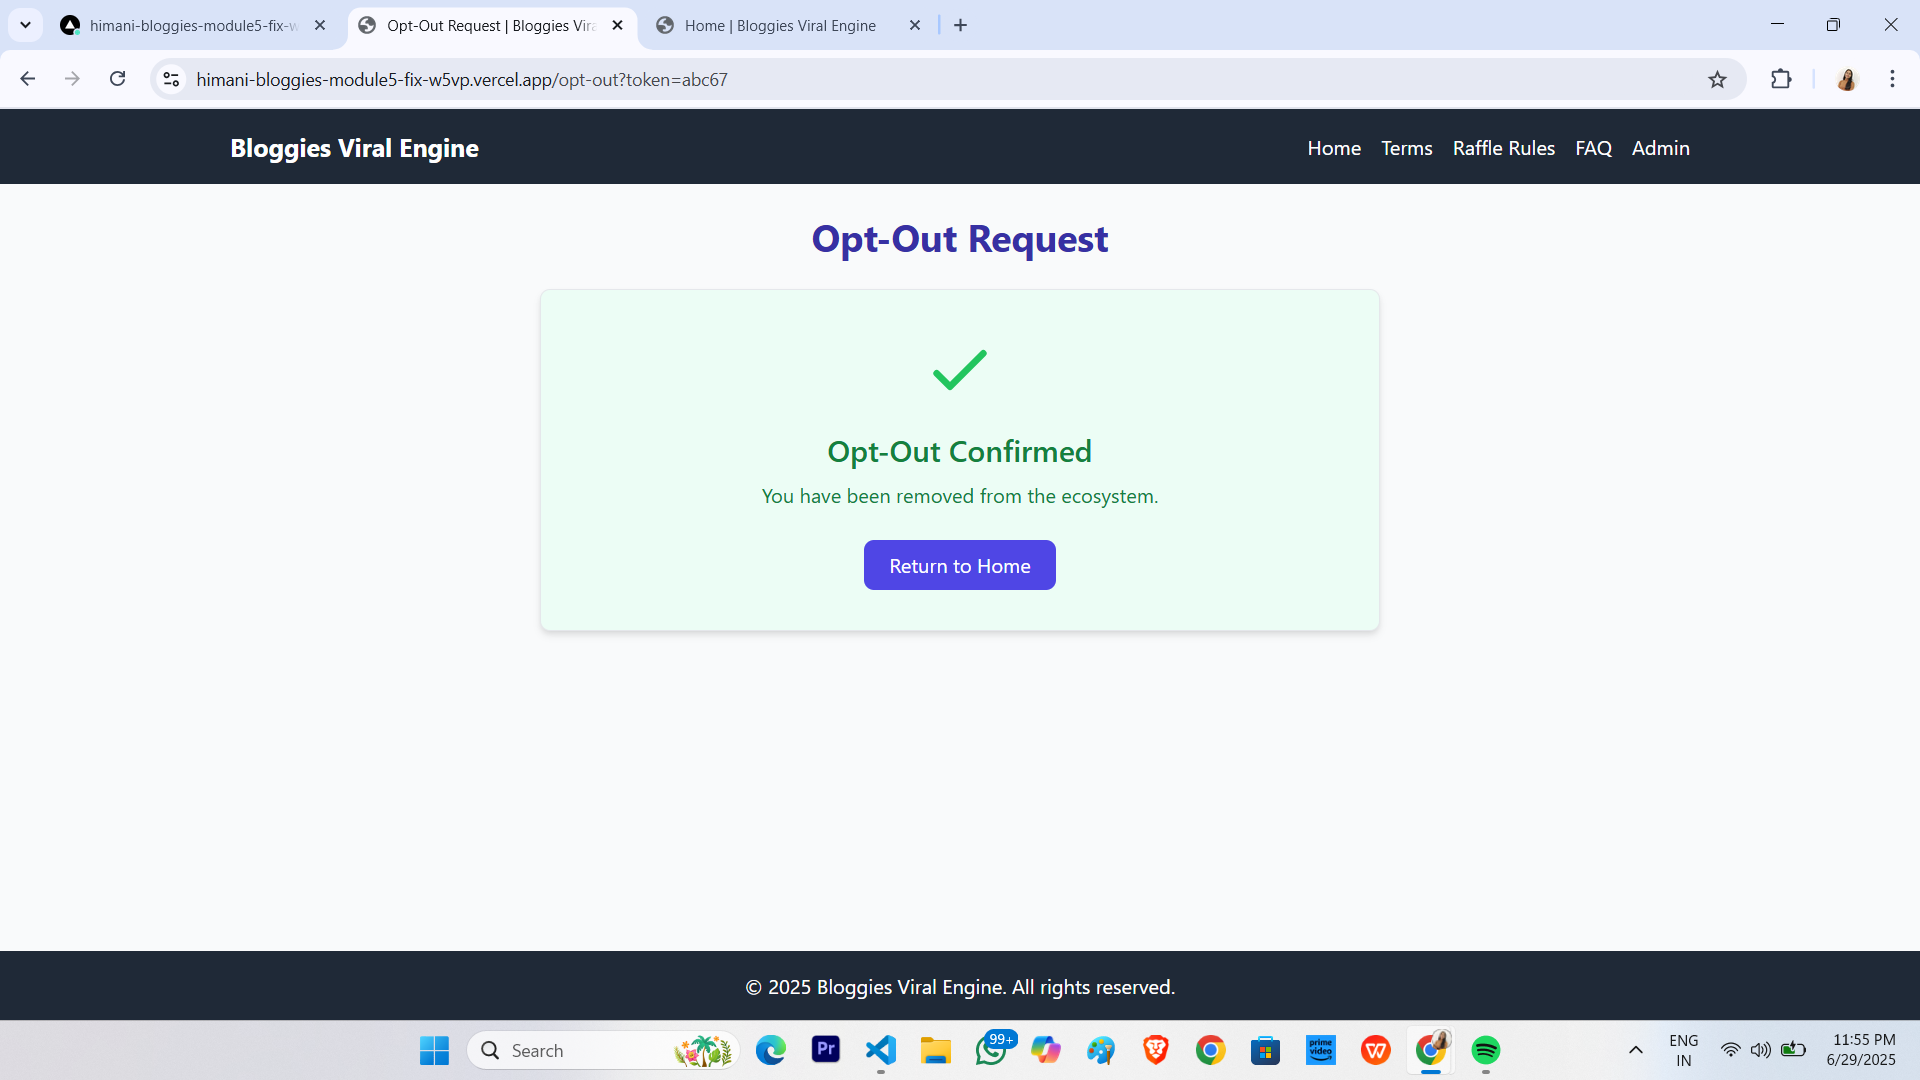 himani-bloggies-module5-fix-w
Opt-Out Request | Bloggies Vira
Home | Bloggies Viral Engine
himani-bloggies-module5-fix-w5vp.vercel.app/opt-out?token=abc67
Bloggies Viral Engine
Home Terms Raffle Rules FAQ Admin
Opt-Out Request
Opt-Out Confirmed
You have been removed from the ecosystem.
Return to Home
© 2025 Bloggies Viral Engine. All rights reserved.
Search
Pr
99+
prime video
W
ENG
IN
11:55 PM
6/29/2025